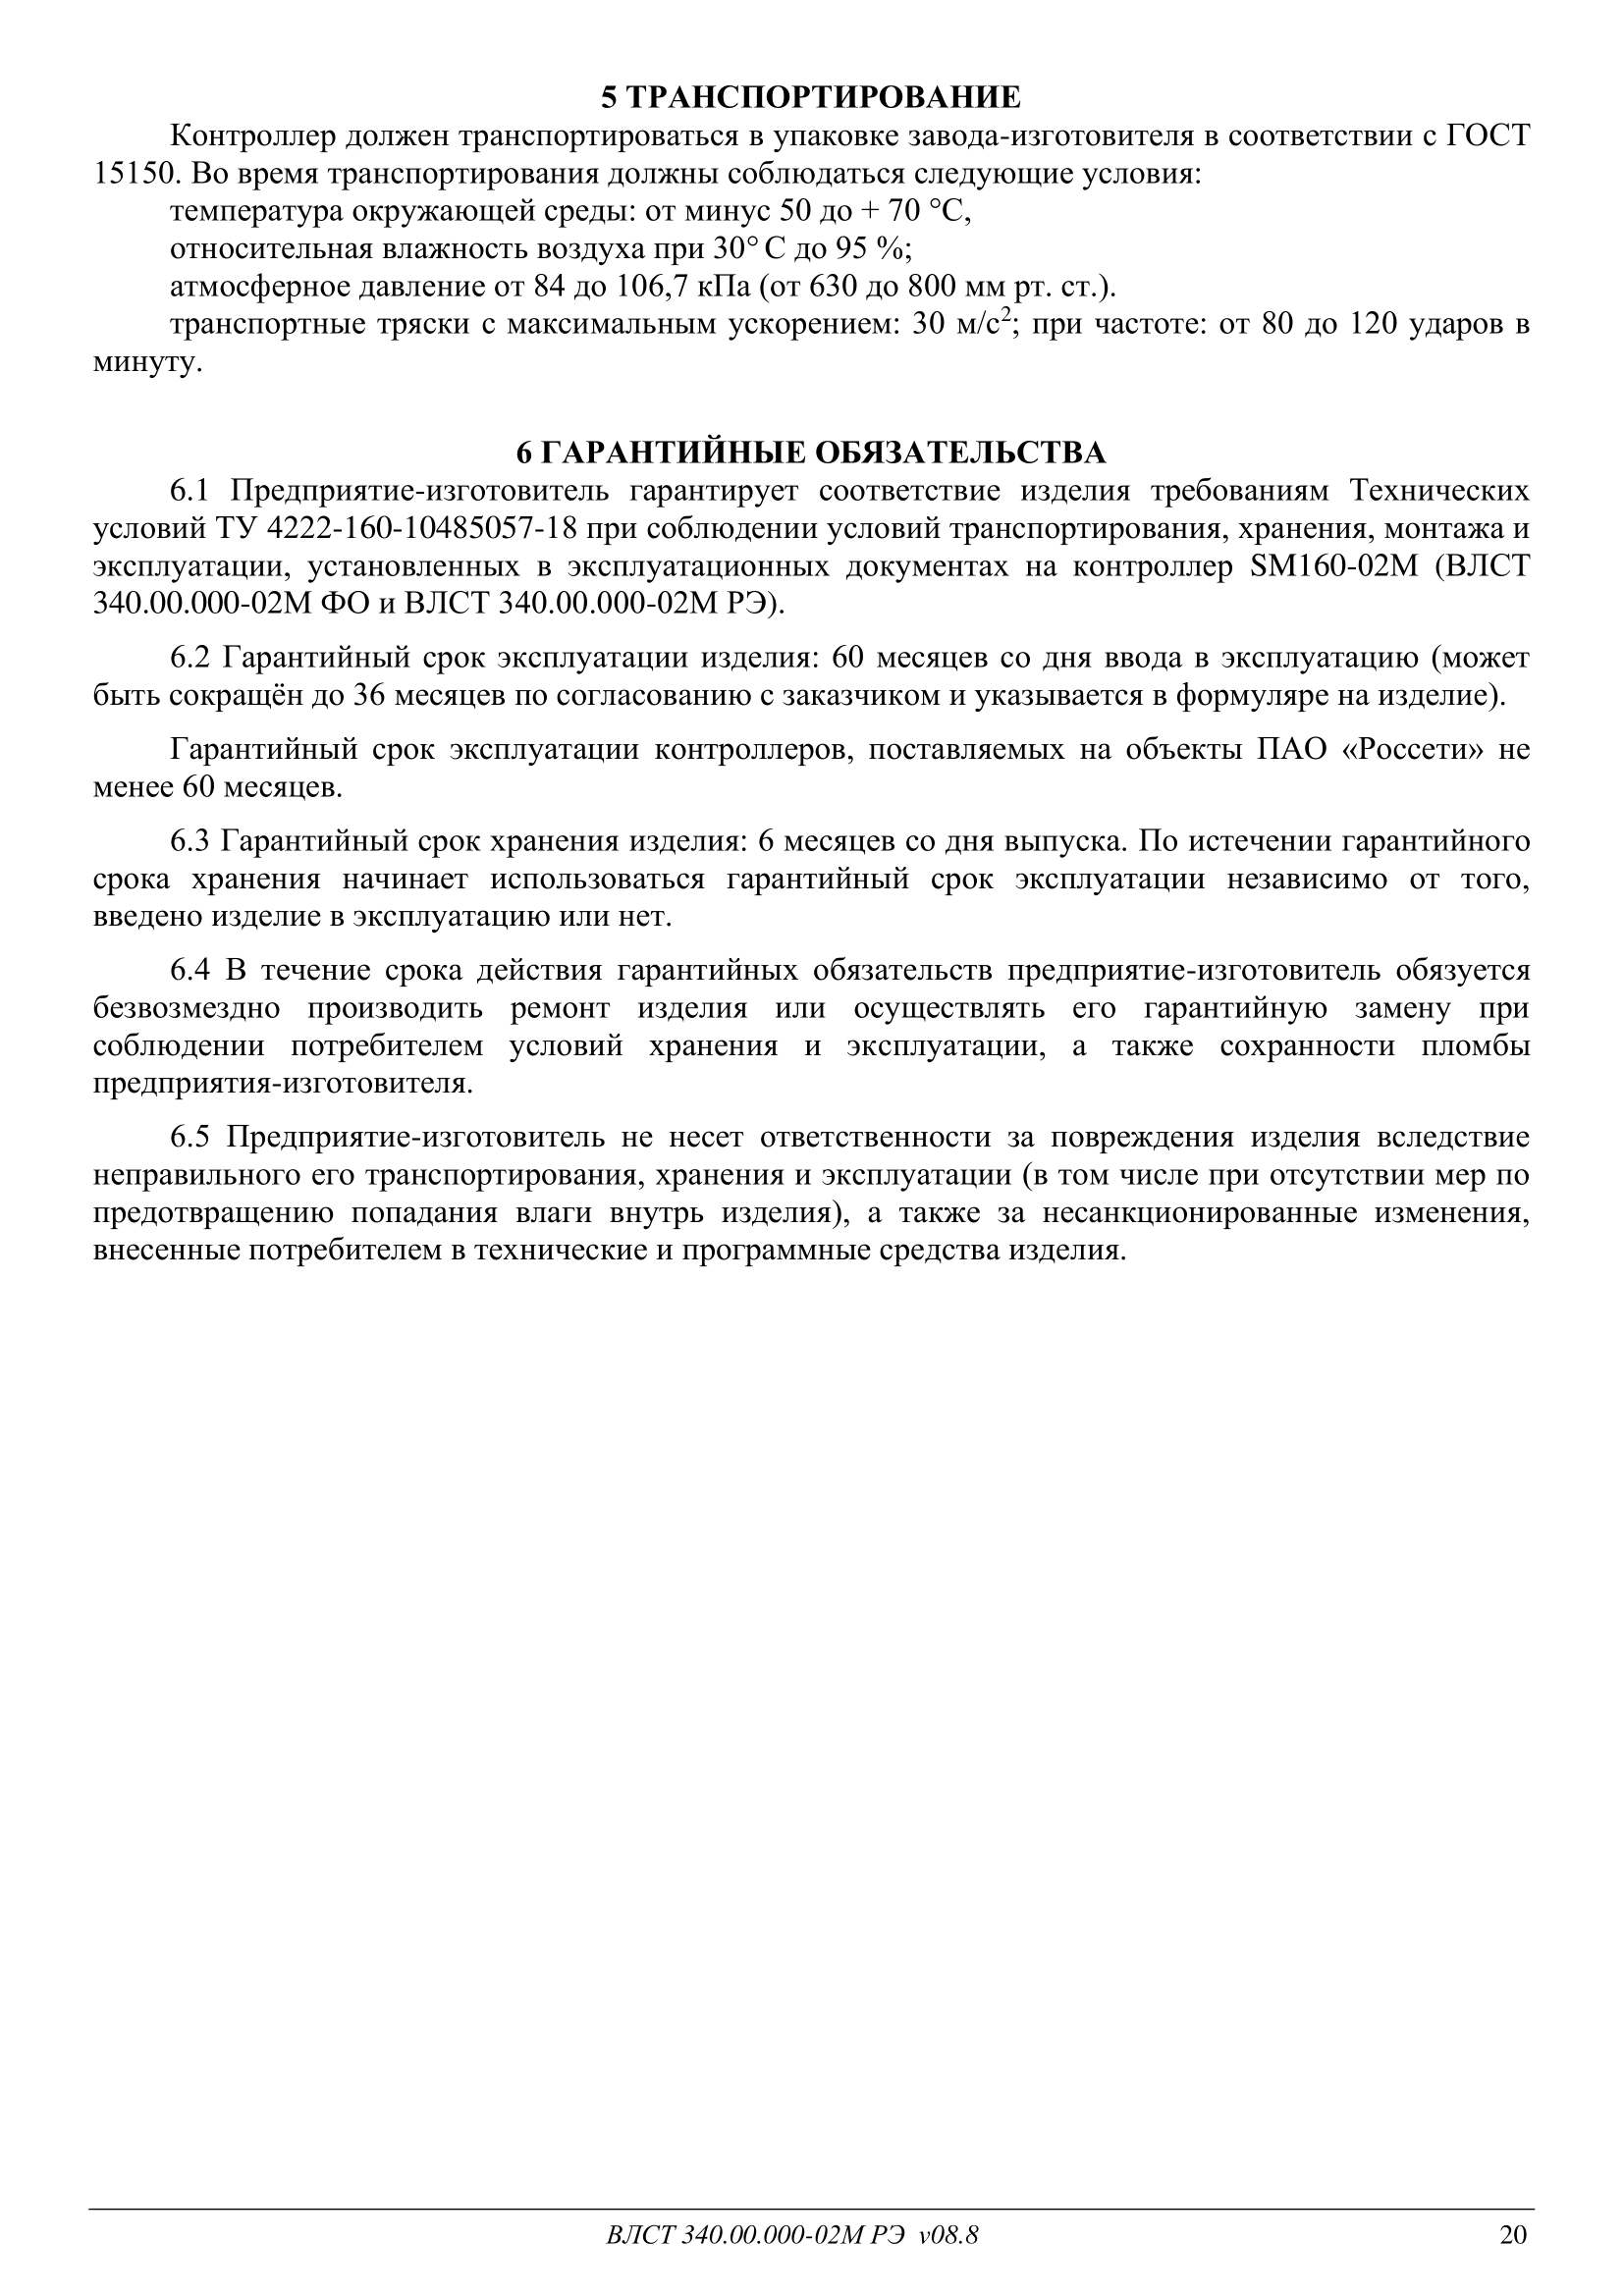 5 ТРАНСПОРТИРОВАНИЕ
Контроллер должен транспортироваться в упаковке завода-изготовителя в соответствии с ГОСТ
15150. Во время транспортирования должны соблюдаться следующие условия:
температура окружающей среды: от минус 50 до + 70 °С,
относительная влажность воздуха при 30° С до 95 %;
атмосферное давление от 84 до 106,7 кПа (от 630 до 800 мм рт. ст.).
транспортные тряски с максимальным ускорением: 30 м/с²; при частоте: от 80 до 120 ударов в
минуту.
6 ГАРАНТИЙНЫЕ ОБЯЗАТЕЛЬСТВА
6.1 Предприятие-изготовитель гарантирует соответствие изделия требованиям Технических
условий ТУ 4222-160-10485057-18 при соблюдении условий транспортирования, хранения, монтажа и
эксплуатации, установленных в эксплуатационных документах на контроллер SM160-02M (ВЛСТ
340.00.000-02М ФО и ВЛСТ 340.00.000-02М РЭ).
6.2 Гарантийный срок эксплуатации изделия: 60 месяцев со дня ввода в эксплуатацию (может
быть сокращён до 36 месяцев по согласованию с заказчиком и указывается в формуляре на изделие).
Гарантийный срок эксплуатации контроллеров, поставляемых на объекты ПАО «Россети» не
менее 60 месяцев.
6.3 Гарантийный срок хранения изделия: 6 месяцев со дня выпуска. По истечении гарантийного
срока хранения начинает использоваться гарантийный срок эксплуатации независимо от того,
введено изделие в эксплуатацию или нет.
6.4 В течение срока действия гарантийных обязательств предприятие-изготовитель обязуется
безвозмездно производить ремонт изделия или осуществлять его гарантийную замену при
соблюдении потребителем условий хранения и эксплуатации, а также сохранности пломбы
предприятия-изготовителя.
6.5 Предприятие-изготовитель не несет ответственности за повреждения изделия вследствие
неправильного его транспортирования, хранения и эксплуатации (в том числе при отсутствии мер по
предотвращению попадания влаги внутрь изделия), а также за несанкционированные изменения,
внесенные потребителем в технические и программные средства изделия.
ВЛСТ 340.00.000-02М РЭ v08.8
20